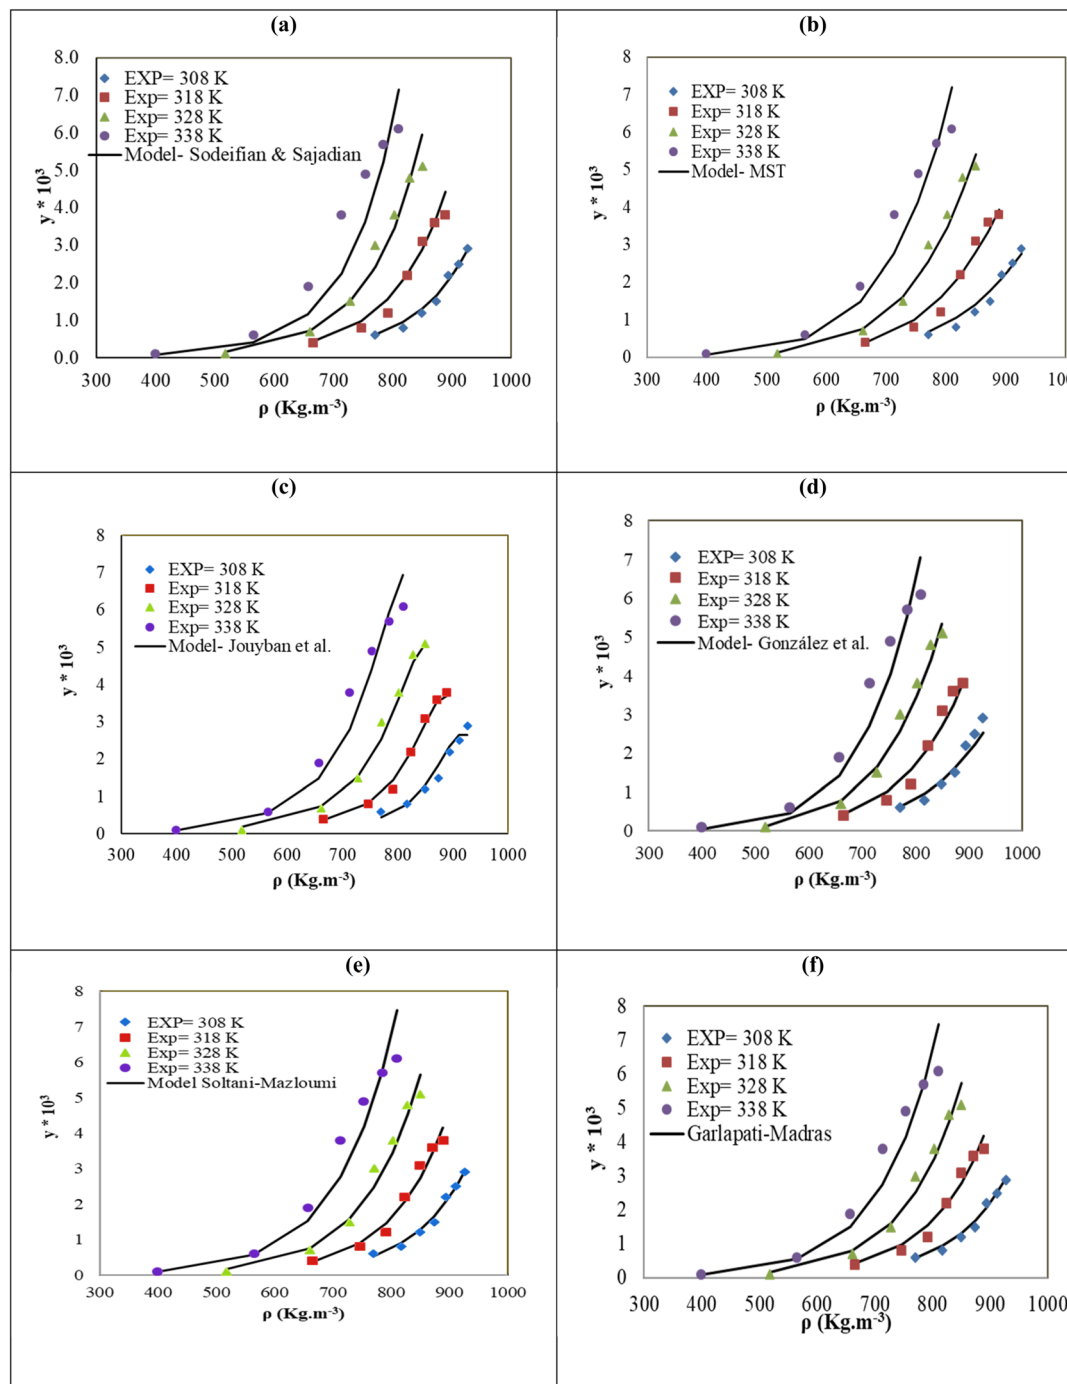 (a)
8.0
7.0
6.0
5.0
4.0
3.0
2.0
1.0
0.0
y * 10³
EXP= 308 K
Exp= 318 K
Exp= 328 K
Exp= 338 K
Model- Sodeifian & Sajadian
300 400 500 600 700 800 900 1000
ρ (Kg.m⁻³)
(b)
8
7
6
5
4
3
2
1
0
y * 10³
EXP= 308 K
Exp= 318 K
Exp= 328 K
Exp= 338 K
Model- MST
300 400 500 600 700 800 900 100
ρ (Kg.m⁻³)
(c)
8
7
6
5
4
3
2
1
0
y * 10³
EXP= 308 K
Exp= 318 K
Exp= 328 K
Exp= 338 K
Model- Jouyban et al.
300 400 500 600 700 800 900 1000
ρ (Kg.m⁻³)
(d)
8
7
6
5
4
3
2
1
0
y * 10³
EXP= 308 K
Exp= 318 K
Exp= 328 K
Exp= 338 K
Model- González et al.
300 400 500 600 700 800 900 1000
ρ (Kg.m⁻³)
(e)
8
7
6
5
4
3
2
1
0
y *10³
EXP= 308 K
Exp= 318 K
Exp= 328 K
Exp= 338 K
Model Soltani-Mazloumi
300 400 500 600 700 800 900 1000
ρ (Kg.m⁻³)
(f)
8
7
6
5
4
3
2
1
0
y * 10³
EXP= 308 K
Exp= 318 K
Exp= 328 K
Exp= 338 K
Garlapati-Madras
300 400 500 600 700 800 900 1000
ρ (Kg.m⁻³)